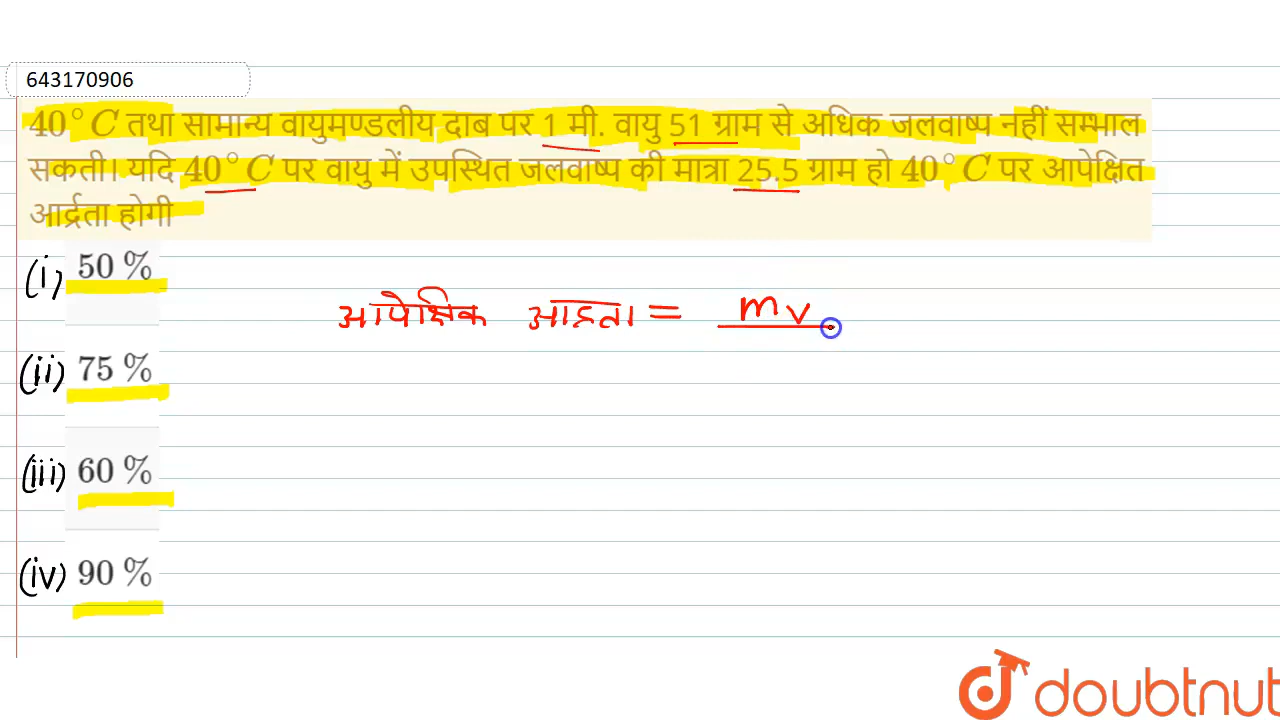 643170906
40°C तथा सामान्य वायुमण्डलीय दाब पर 1 मी. वायु 51 ग्राम से अधिक जलवाष्प नहीं सम्भाल
सकती। यदि 40°C पर वायु में उपस्थित जलवाष्प की मात्रा 25.5 ग्राम हो 40°C पर आपेक्षित
आर्द्रता होगी
(i) 50 %
आपेक्षिक आद्रता = mv
(ii) 75 %
(iii) 60 %
(iv) 90 %
doubtnut